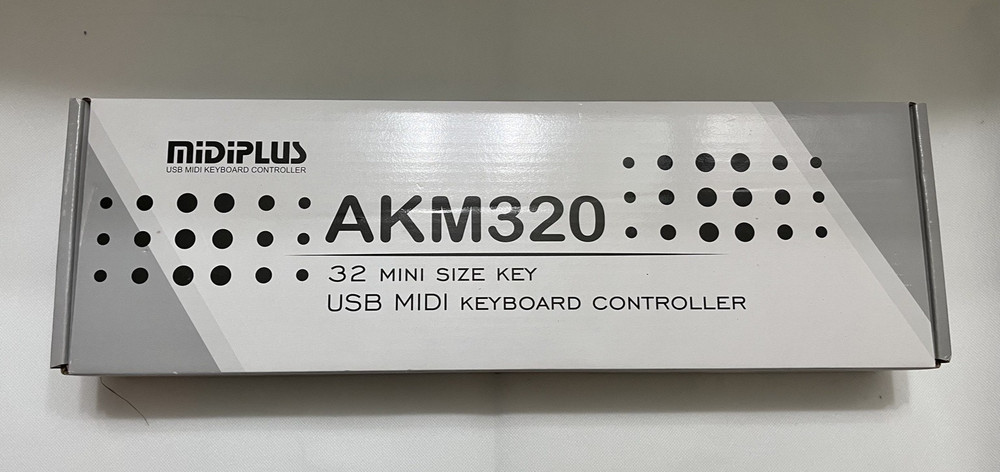 MIDIPLUS
USB MIDI KEYBOARD CONTROLLER
AKM320
32 MINI SIZE KEY
USB MIDI KEYBOARD CONTROLLER